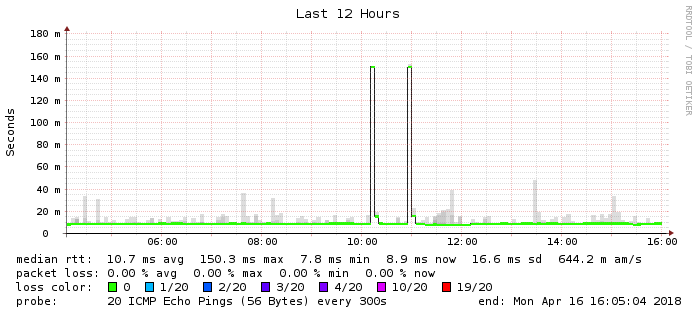 Last 12 Hours
RRDTOOL / TOBI OETIKER
Seconds
180 m
160 m
140 m
120 m
100 m
80 m
60 m
40 m
20 m
0
06:00 08:00 10:00 12:00 14:00 16:00
median rtt: 10.7 ms avg 150.3 ms max 7.8 ms min 8.9 ms now 16.6 ms sd 644.2 m am/s
packet loss: 0.00 % avg 0.00 % max 0.00 % min 0.00 % now
loss color: 0 1/20 2/20 3/20 4/20 10/20 19/20
probe: 20 ICMP Echo Pings (56 Bytes) every 300s end: Mon Apr 16 16:05:04 2018